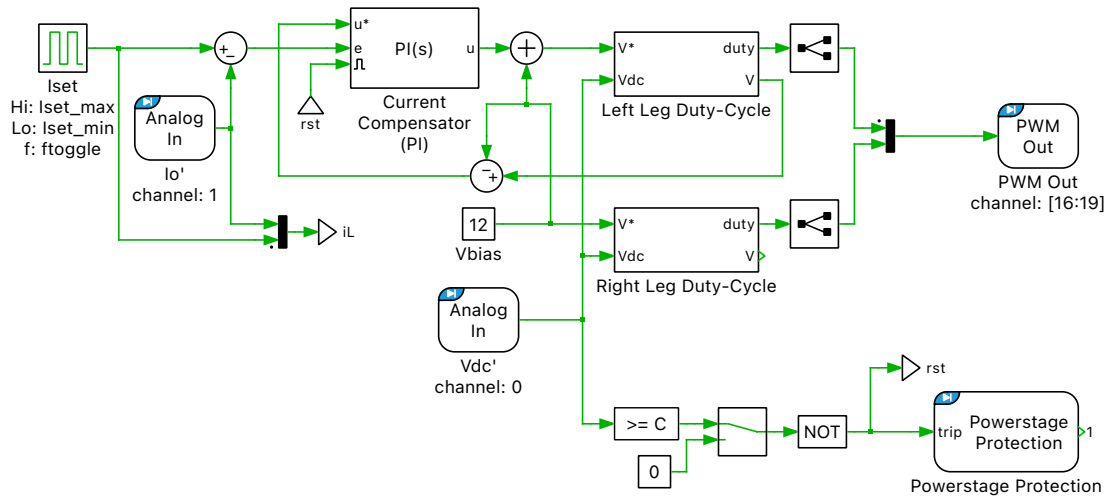 Iset
Hi: Iset_max
Lo: Iset_min
f: ftoggle
+
−
Analog
In
Io'
channel: 1
iL
rst
u*
e
PI(s)
u
Current
Compensator
(PI)
+
−
+
12
Vbias
V*
Vdc
duty
V
Left Leg Duty-Cycle
V*
Vdc
duty
V
Right Leg Duty-Cycle
PWM
Out
PWM Out
channel: [16:19]
Analog
In
Vdc'
channel: 0
>= C
0
NOT
rst
trip
Powerstage
Protection
1
Powerstage Protection